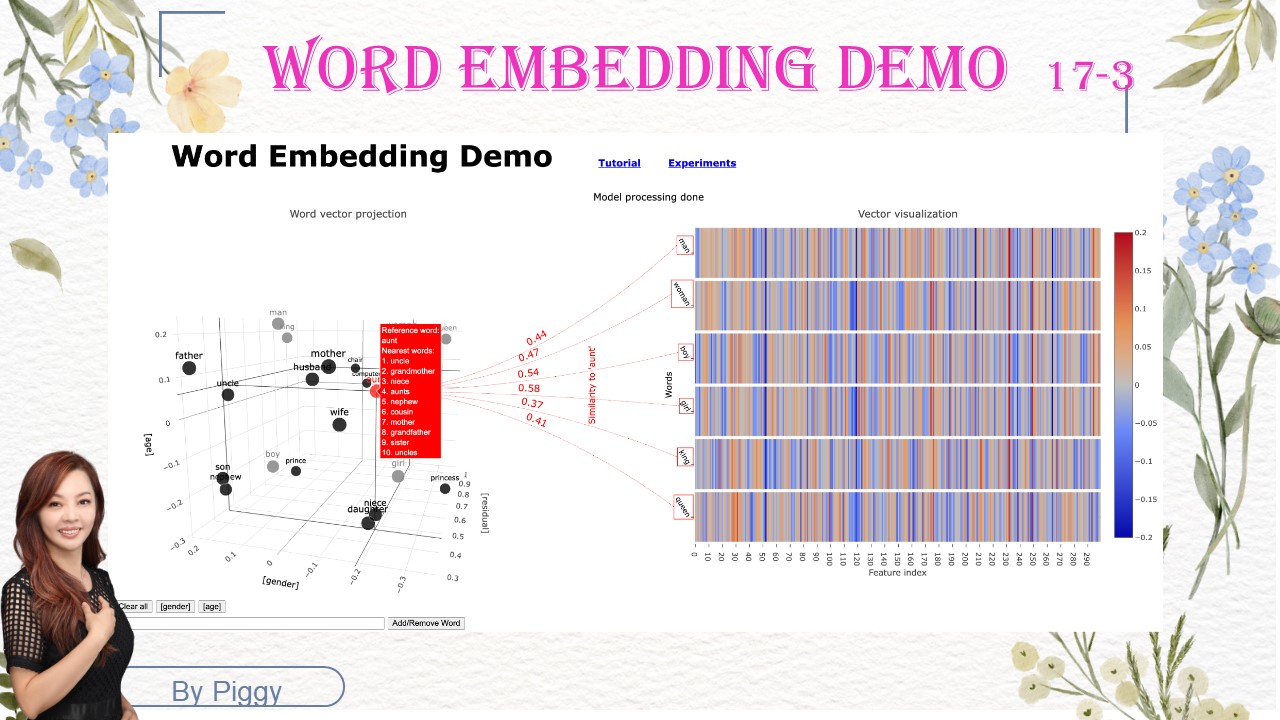 WORD EMBEDDING DEMO 17-3
Word Embedding Demo
Tutorial Experiments
Model processing done
Word vector projection
Vector visualization
man
father
uncle
mother
husband
chair
computer
wife
boy
prince
son
nephew
girl
princess
niece
daughter
Reference word:
aunt
Nearest words:
1. uncle
2. grandmother
3. niece
4. aunts
5. nephew
6. cousin
7. mother
8. grandfather
9. sister
10. uncles
0.2
0.1
0
−0.1
−0.2
−0.3
[age]
0.2
0.1
0
−0.1
−0.2
−0.3
[gender]
1
0.9
0.8
0.7
0.6
0.5
0.4
0.3
[residual]
0.44
0.47
0.54
0.58
0.37
0.41
Similarity to 'aunt'
Words
man
woman
boy
girl
king
queen
0 10 20 30 40 50 60 70 80 90 100 110 120 130 140 150 160 170 180 190 200 210 220 230 240 250 260 270 280 290
Feature index
0.2
0.15
0.1
0.05
0
−0.05
−0.1
−0.15
−0.2
Clear all [gender] [age]
Add/Remove Word
By Piggy